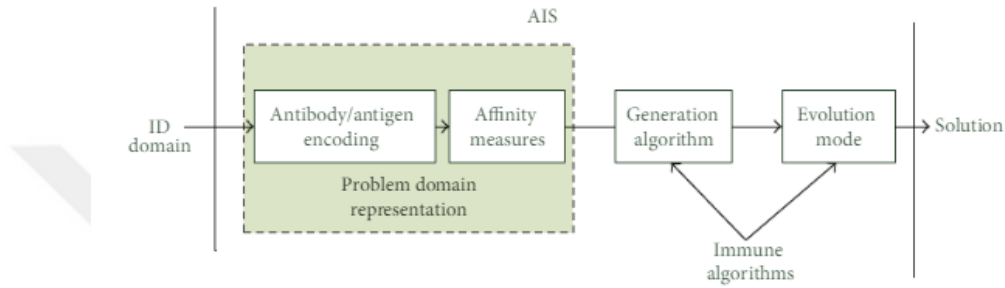 AIS
ID
domain
Antibody/antigen
encoding
Affinity
measures
Problem domain
representation
Generation
algorithm
Evolution
mode
Solution
Immune
algorithms